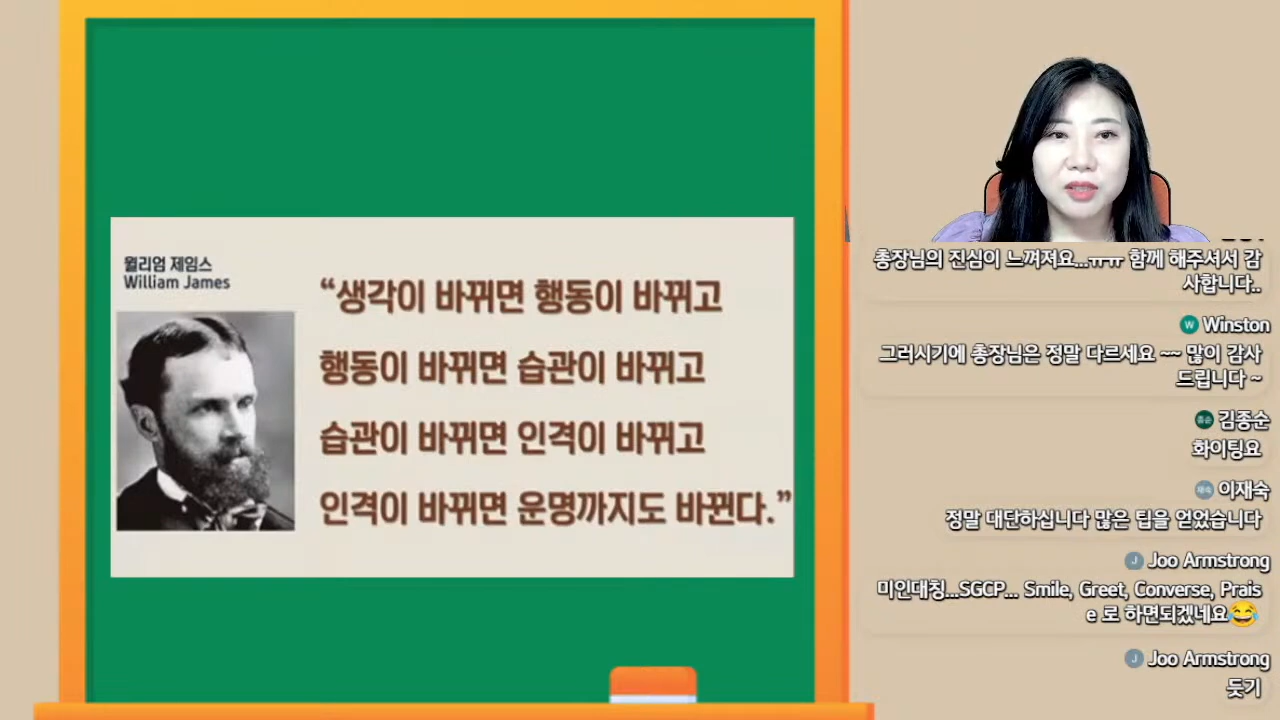 윌리엄 제임스
William James
“생각이 바뀌면 행동이 바뀌고
행동이 바뀌면 습관이 바뀌고
습관이 바뀌면 인격이 바뀌고
인격이 바뀌면 운명까지도 바뀐다.”
총장님의 진심이 느껴져요...ㅠㅠ 함께 해주셔서 감
사합니다..
W Winston
그러시기에 총장님은 정말 다르세요 ~~ 많이 감사
드립니다 ~
종순 김종순
화이팅요
재숙 이재숙
정말 대단하십니다 많은 팁을 얻었습니다
J Joo Armstrong
미인대칭...SGCP... Smile, Greet, Converse, Prais
e 로 하면되겠네요😂
J Joo Armstrong
듯기